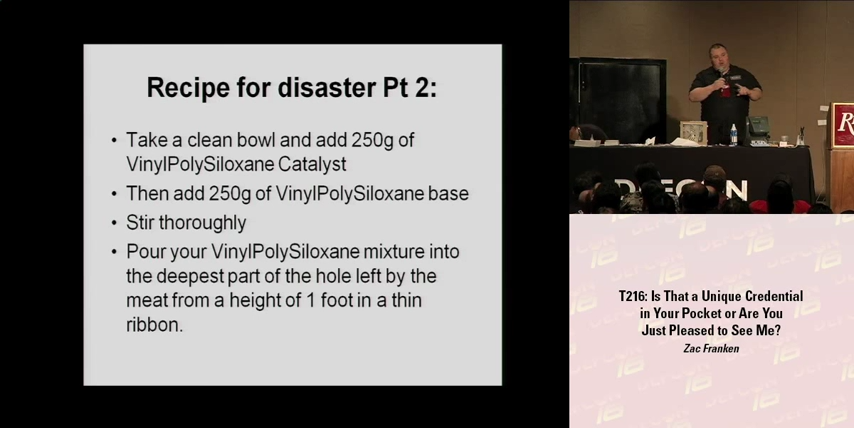 Recipe for disaster Pt 2:
• Take a clean bowl and add 250g of
VinylPolySiloxane Catalyst
• Then add 250g of VinylPolySiloxane base
• Stir thoroughly
• Pour your VinylPolySiloxane mixture into
the deepest part of the hole left by the
meat from a height of 1 foot in a thin
ribbon.
DEFCON
R
T216: Is That a Unique Credential
in Your Pocket or Are You
Just Pleased to See Me?
Zac Franken